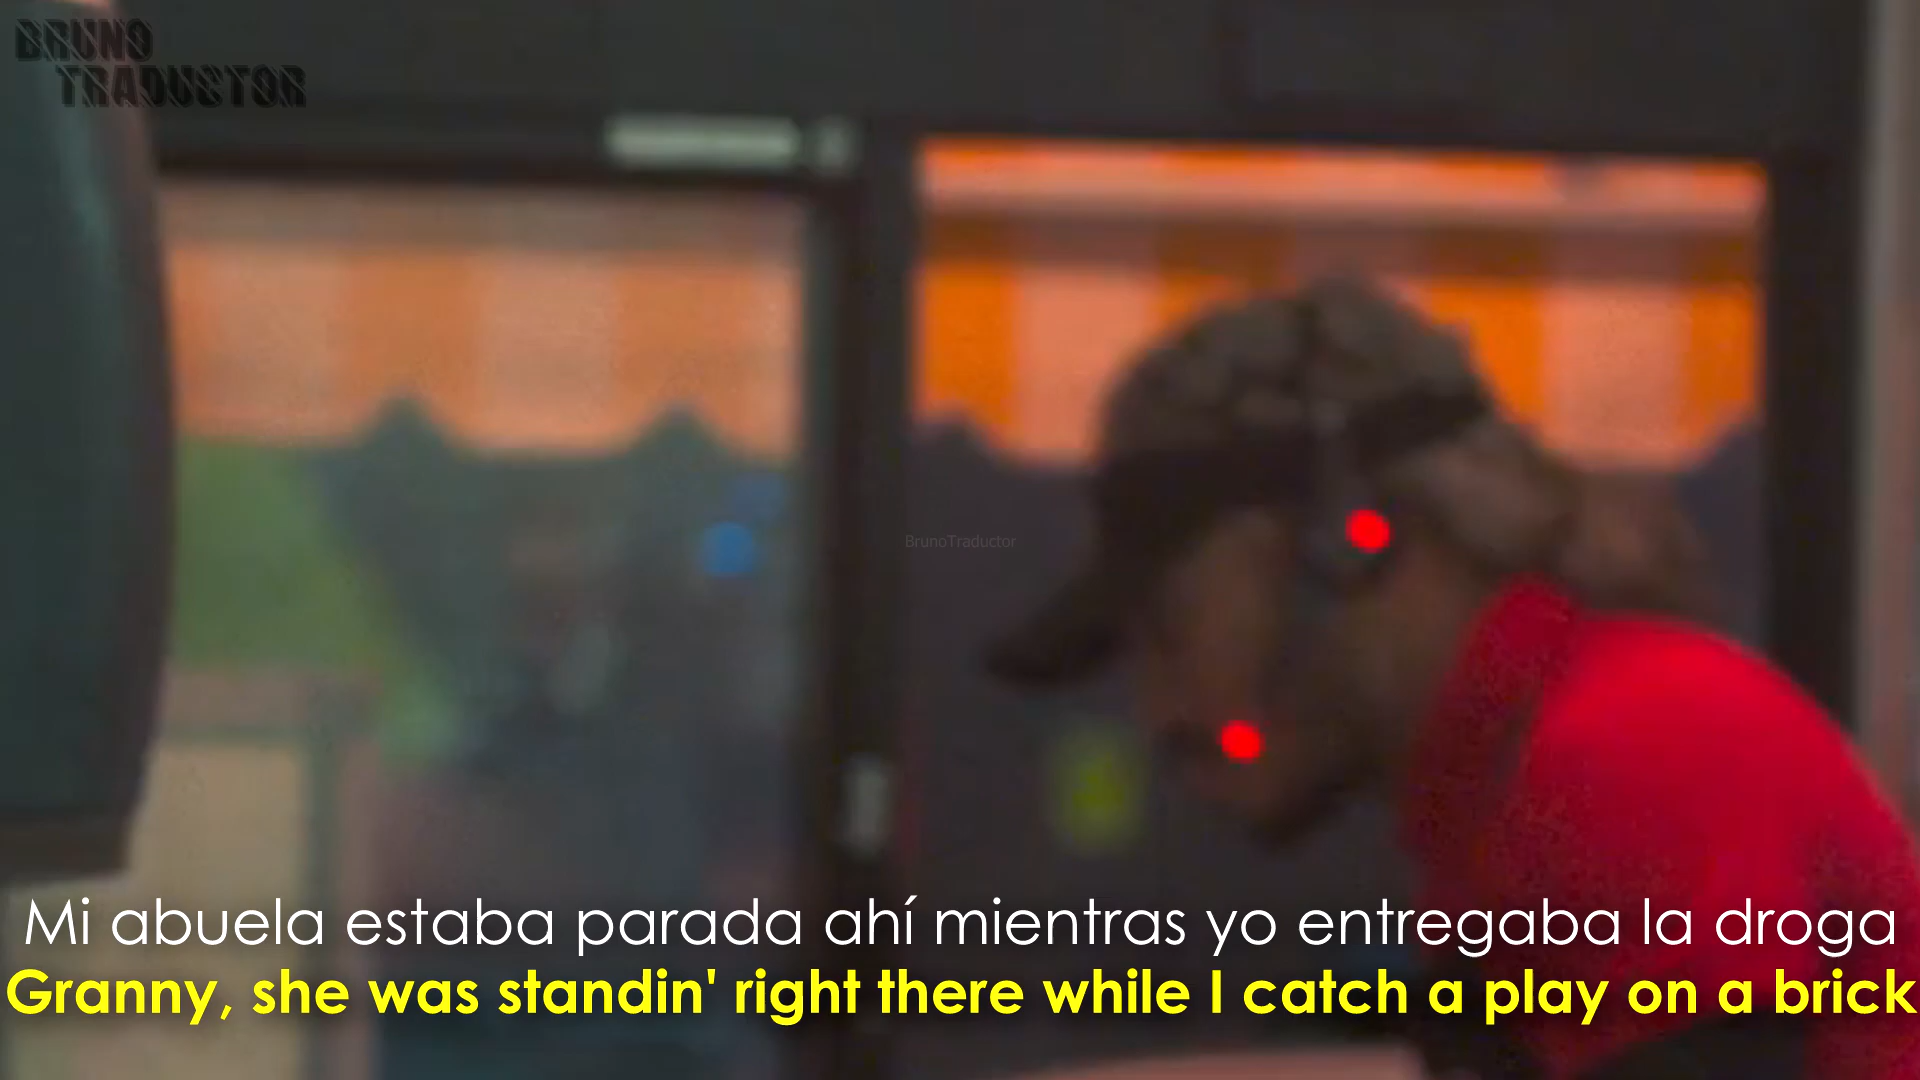 BRUNO
TRADUCTOR
BrunoTraductor
Mi abuela estaba parada ahí mientras yo entregaba la droga
Granny, she was standin' right there while I catch a play on a brick